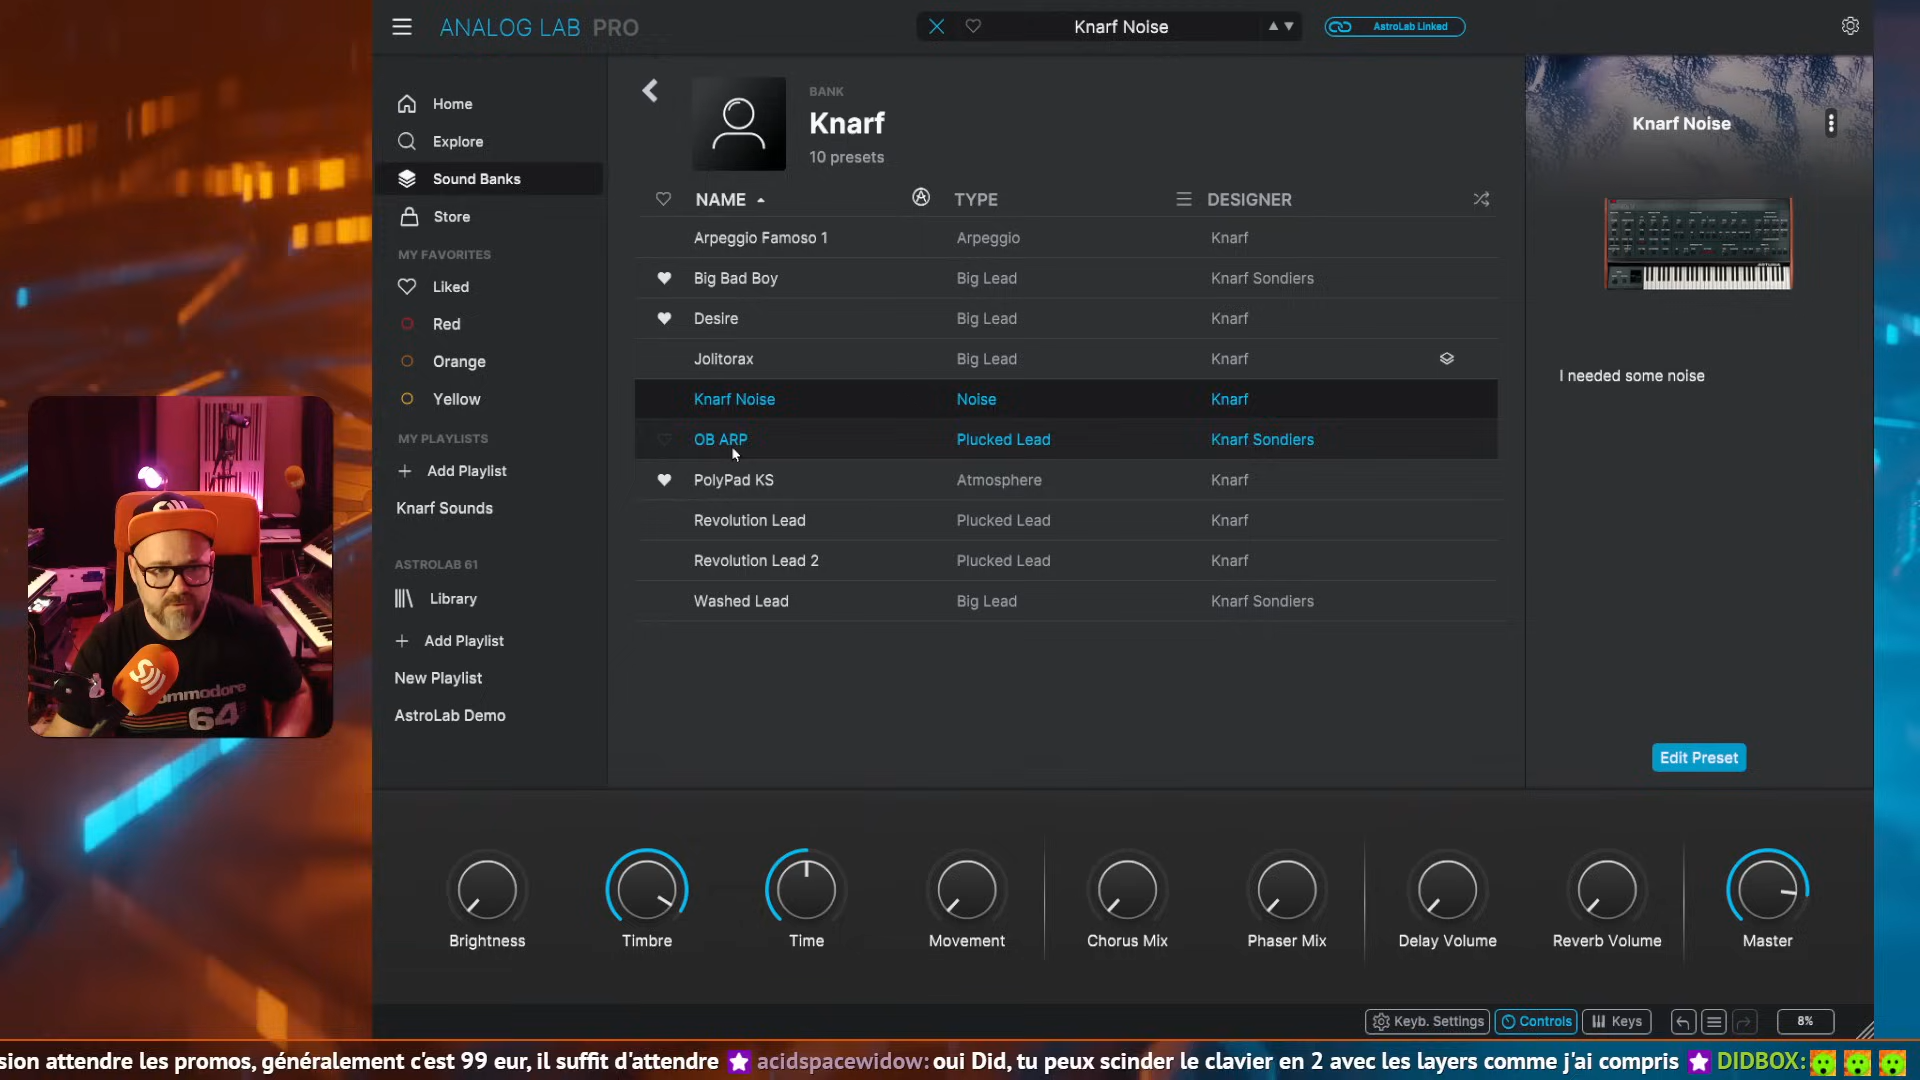 ANALOG LAB PRO
Knarf Noise
AstroLab Linked
Home
Explore
Sound Banks
Store
MY FAVORITES
Liked
Red
Orange
Yellow
MY PLAYLISTS
Add Playlist
Knarf Sounds
ASTROLAB 61
Library
Add Playlist
New Playlist
AstroLab Demo
BANK
Knarf
10 presets
NAME TYPE DESIGNER
Arpeggio Famoso 1 Arpeggio Knarf
Big Bad Boy Big Lead Knarf Sondiers
Desire Big Lead Knarf
Jolitorax Big Lead Knarf
Knarf Noise Noise Knarf
OB ARP Plucked Lead Knarf Sondiers
PolyPad KS Atmosphere Knarf
Revolution Lead Plucked Lead Knarf
Revolution Lead 2 Plucked Lead Knarf
Washed Lead Big Lead Knarf Sondiers
Knarf Noise
I needed some noise
Edit Preset
commodore
64
Brightness Timbre Time Movement Chorus Mix Phaser Mix Delay Volume Reverb Volume Master
Keyb. Settings Controls Keys 8%
sion attendre les promos, généralement c'est 99 eur, il suffit d'attendre acidspacewidow: oui Did, tu peux scinder le clavier en 2 avec les layers comme j'ai compris DIDBOX: